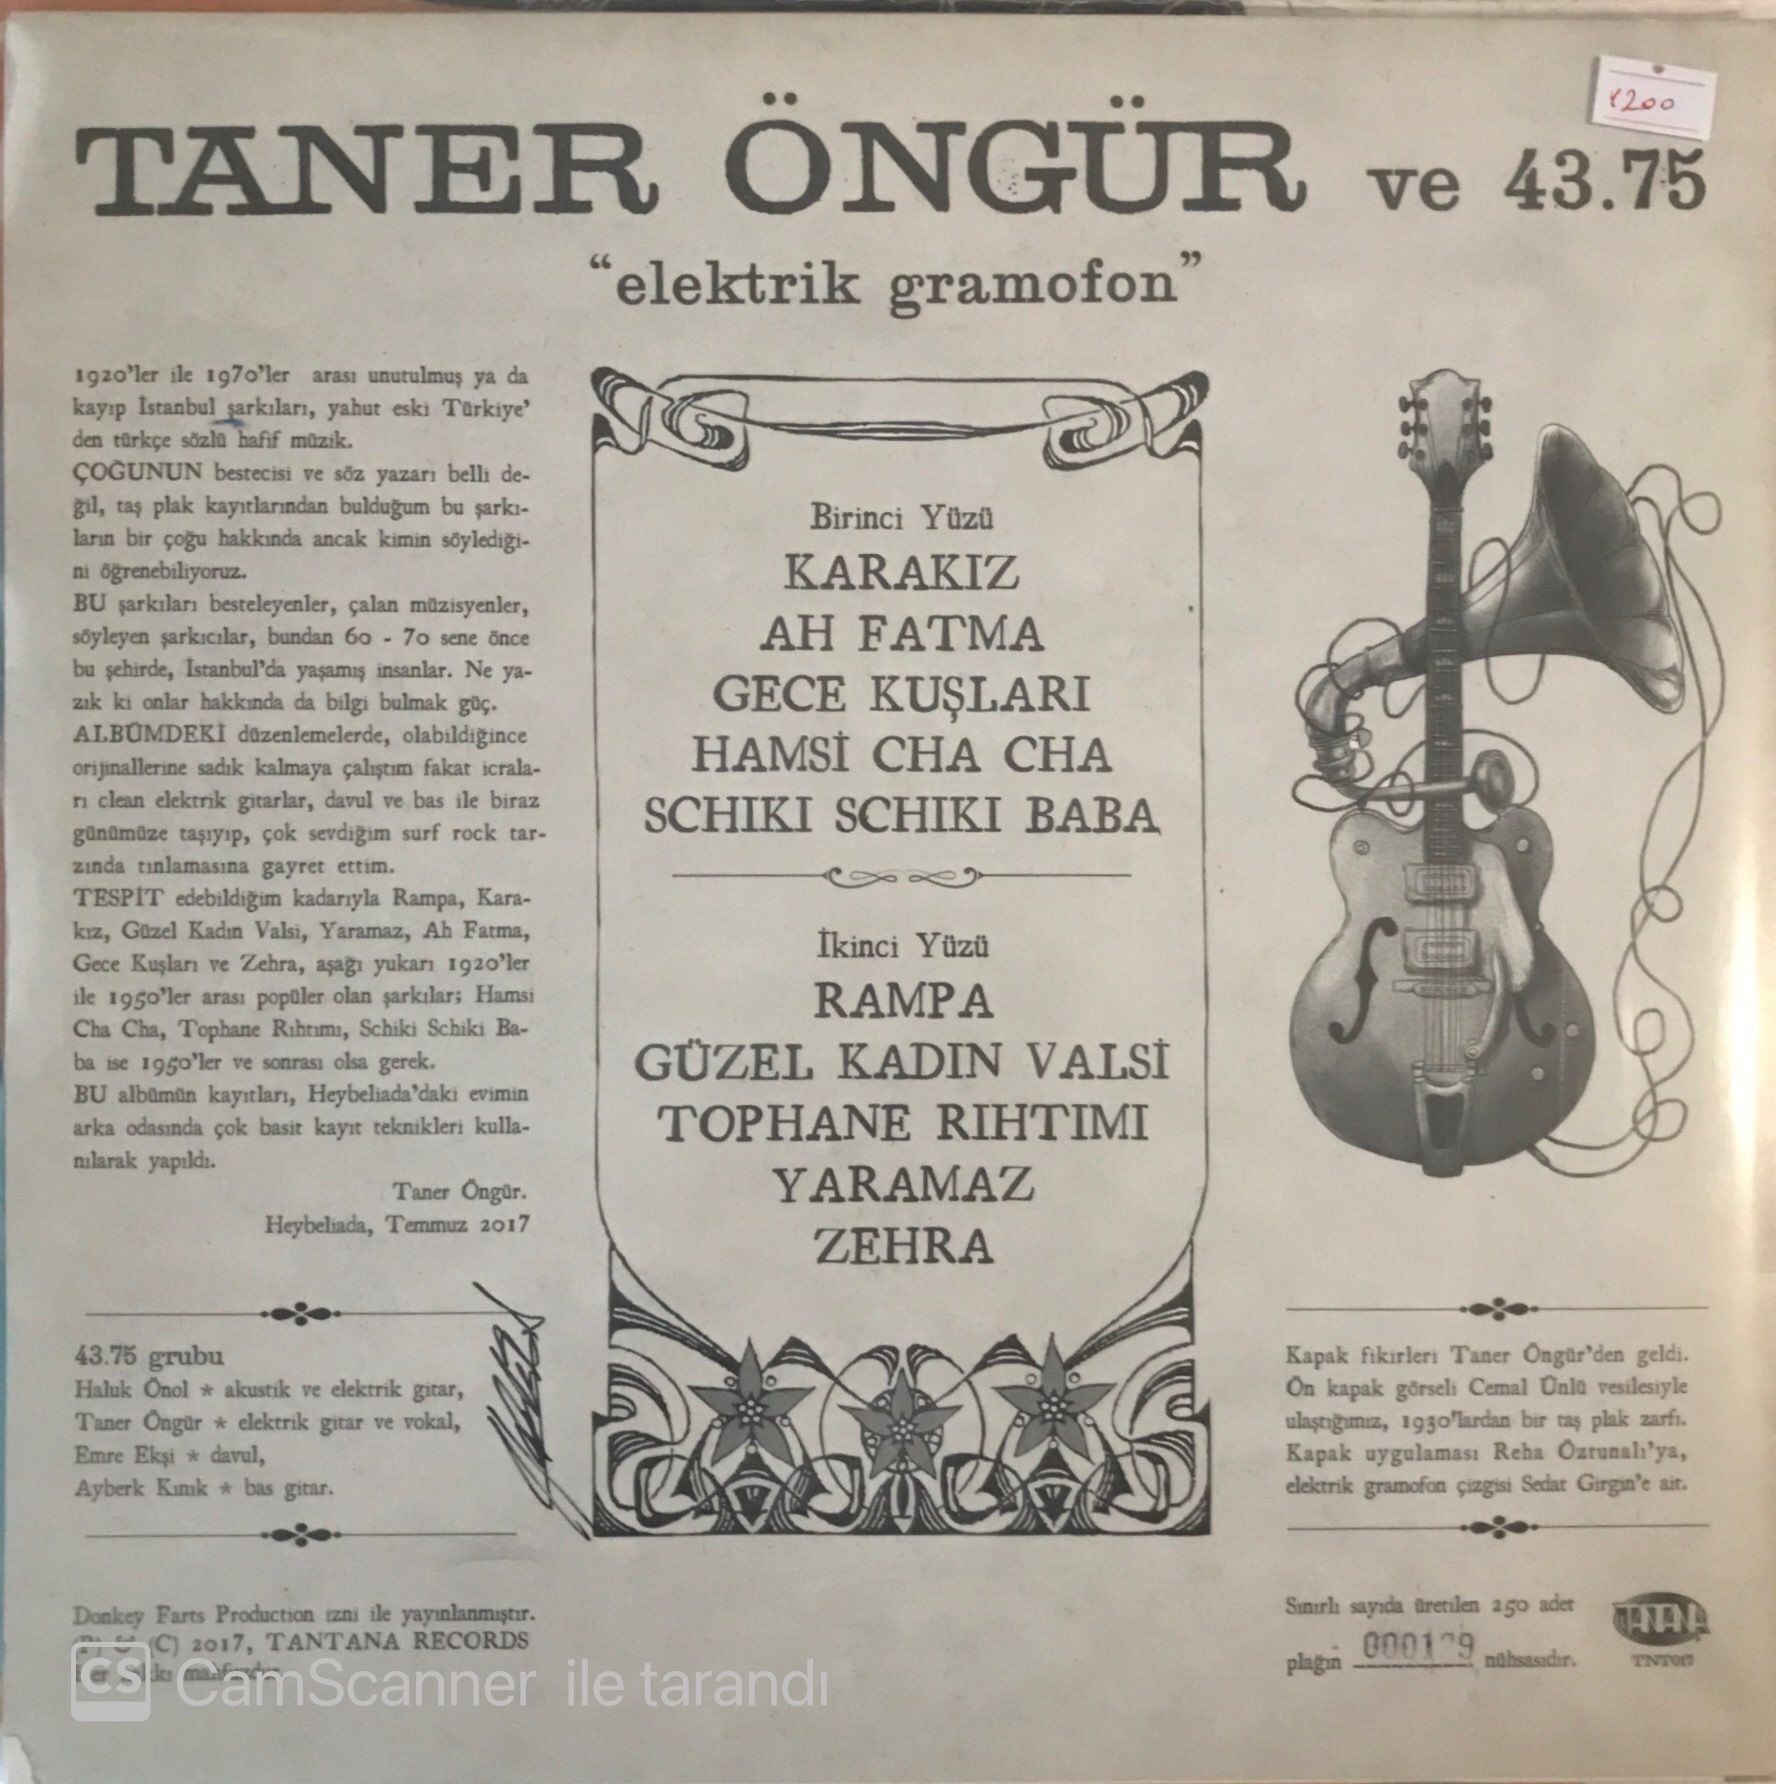 TANER ÖNGÜR ve 43.75
“elektrik gramofon”
1920’ler ile 1970’ler arası unutulmuş ya da
kayıp İstanbul şarkıları, yahut eski Türkiye’
den türkçe sözlü hafif müzik.
ÇOĞUNUN bestecisi ve söz yazarı belli de-
ğil, taş plak kayıtlarından bulduğum bu şarkı-
ların bir çoğu hakkında ancak kimin söylediği-
ni öğrenebiliyoruz.
BU şarkıları besteleyenler, çalan müzisyenler,
söyleyen şarkıcılar, bundan 60 - 70 sene önce
bu şehirde, İstanbul’da yaşamış insanlar. Ne ya-
zık ki onlar hakkında da bilgi bulmak güç.
ALBÜMDEKİ düzenlemelerde, olabildiğince
orijinallerine sadık kalmaya çalıştım fakat icrala-
rı clean elektrik gitarlar, davul ve bas ile biraz
günümüze taşıyıp, çok sevdiğim surf rock tar-
zında tınlamasına gayret ettim.
TESPİT edebildiğim kadarıyla Rampa, Kara-
kız, Güzel Kadın Valsi, Yaramaz, Ah Fatma,
Gece Kuşları ve Zehra, aşağı yukarı 1920’ler
ile 1950’ler arası popüler olan şarkılar; Hamsi
Cha Cha, Tophane Rıhtımı, Schiki Schiki Ba-
ba ise 1950’ler ve sonrası olsa gerek.
BU albümün kayıtları, Heybeliada’daki evimin
arka odasında çok basit kayıt teknikleri kulla-
nılarak yapıldı.
Taner Öngür.
Heybeliada, Temmuz 2017
43.75 grubu
Haluk Önol * akustik ve elektrik gitar,
Taner Öngür * elektrik gitar ve vokal,
Emre Ekşi * davul,
Ayberk Kınık * bas gitar.
Donkey Farts Production izni ile yayınlanmıştır.
(C) 2017, TANTANA RECORDS
Birinci Yüzü
KARAKIZ
AH FATMA
GECE KUŞLARI
HAMSİ CHA CHA
SCHIKI SCHIKI BABA
İkinci Yüzü
RAMPA
GÜZEL KADIN VALSİ
TOPHANE RIHTIMI
YARAMAZ
ZEHRA
200
Kapak fikirleri Taner Öngür’den geldi.
Ön kapak görseli Cemal Ünlü vesilesiyle
ulaştığımız, 1930’lardan bir taş plak zarfı.
Kapak uygulaması Reha Öztunalı’ya,
elektrik gramofon çizgisi Sedat Girgin’e ait.
Sınırlı sayıda üretilen 250 adet
plağın nühsasıdır.
TANTANA
TNT017
CS CamScanner ile tarandı